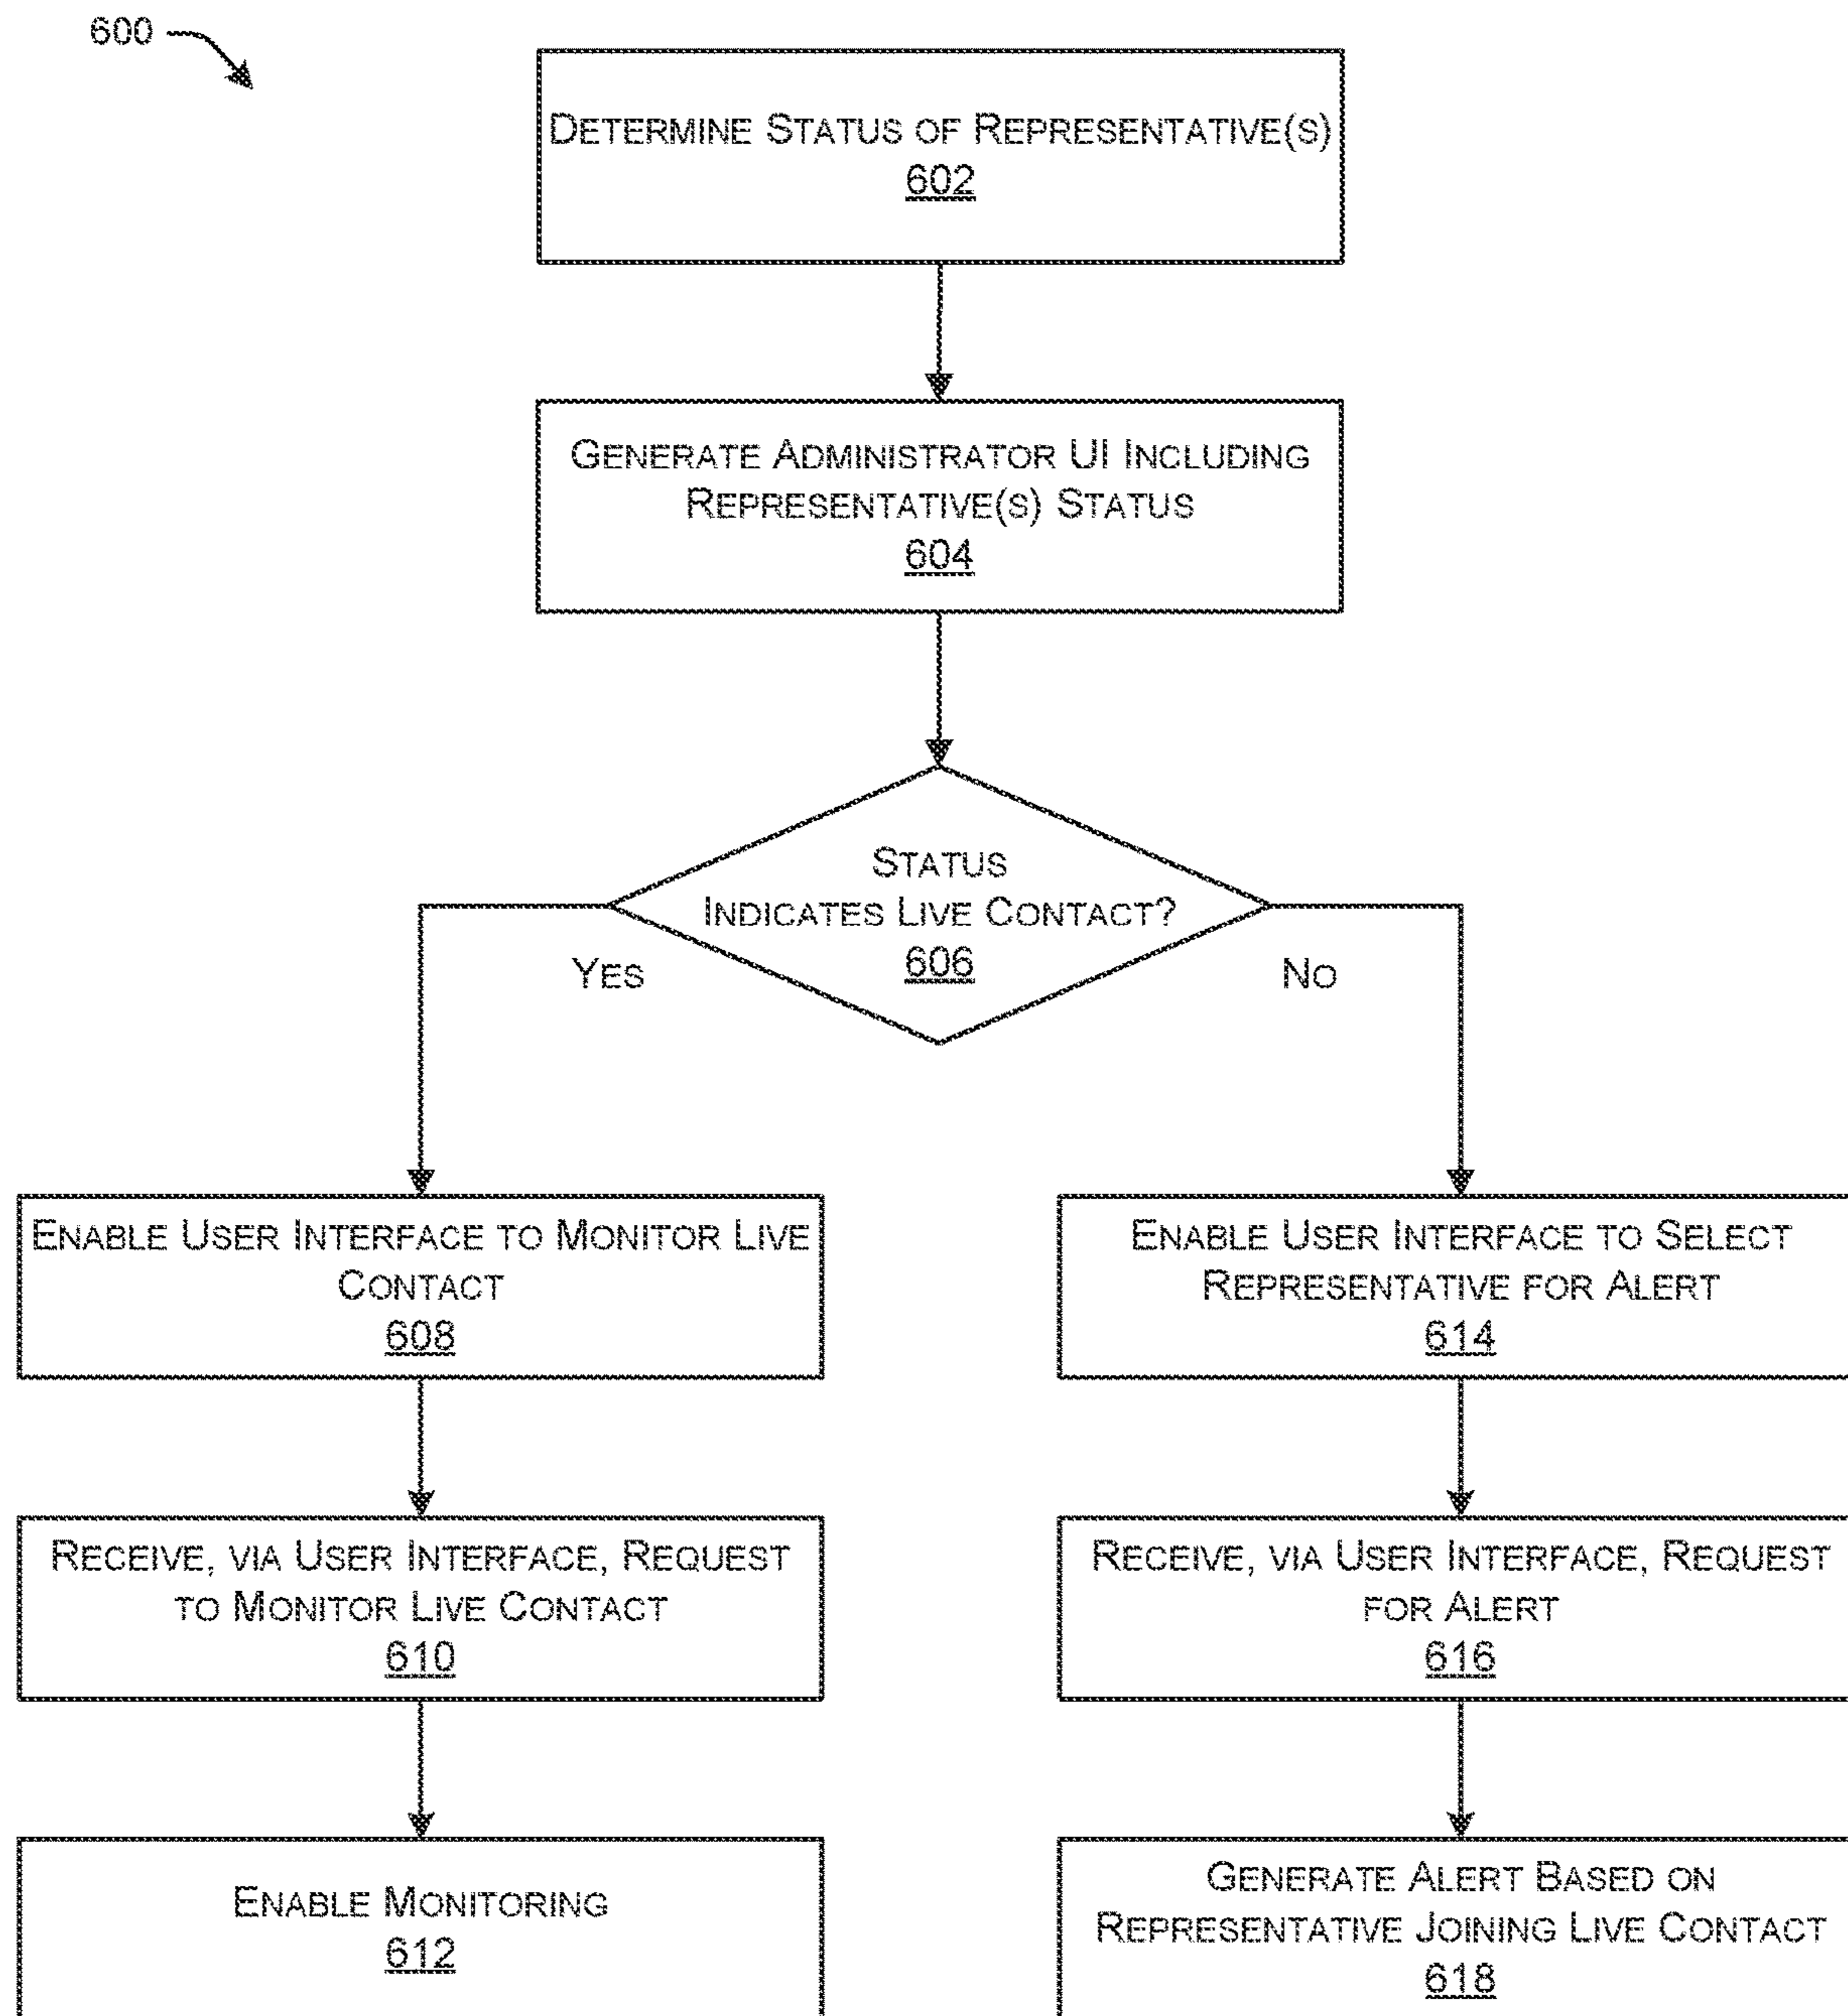 600
DETERMINE STATUS OF REPRESENTATIVE(S)
602
GENERATE ADMINISTRATOR UI INCLUDING
REPRESENTATIVE(S) STATUS
604
STATUS
INDICATES LIVE CONTACT?
606
YES
NO
ENABLE USER INTERFACE TO MONITOR LIVE
CONTACT
608
ENABLE USER INTERFACE TO SELECT
REPRESENTATIVE FOR ALERT
614
RECEIVE, VIA USER INTERFACE, REQUEST
TO MONITOR LIVE CONTACT
610
RECEIVE, VIA USER INTERFACE, REQUEST
FOR ALERT
616
ENABLE MONITORING
612
GENERATE ALERT BASED ON
REPRESENTATIVE JOINING LIVE CONTACT
618